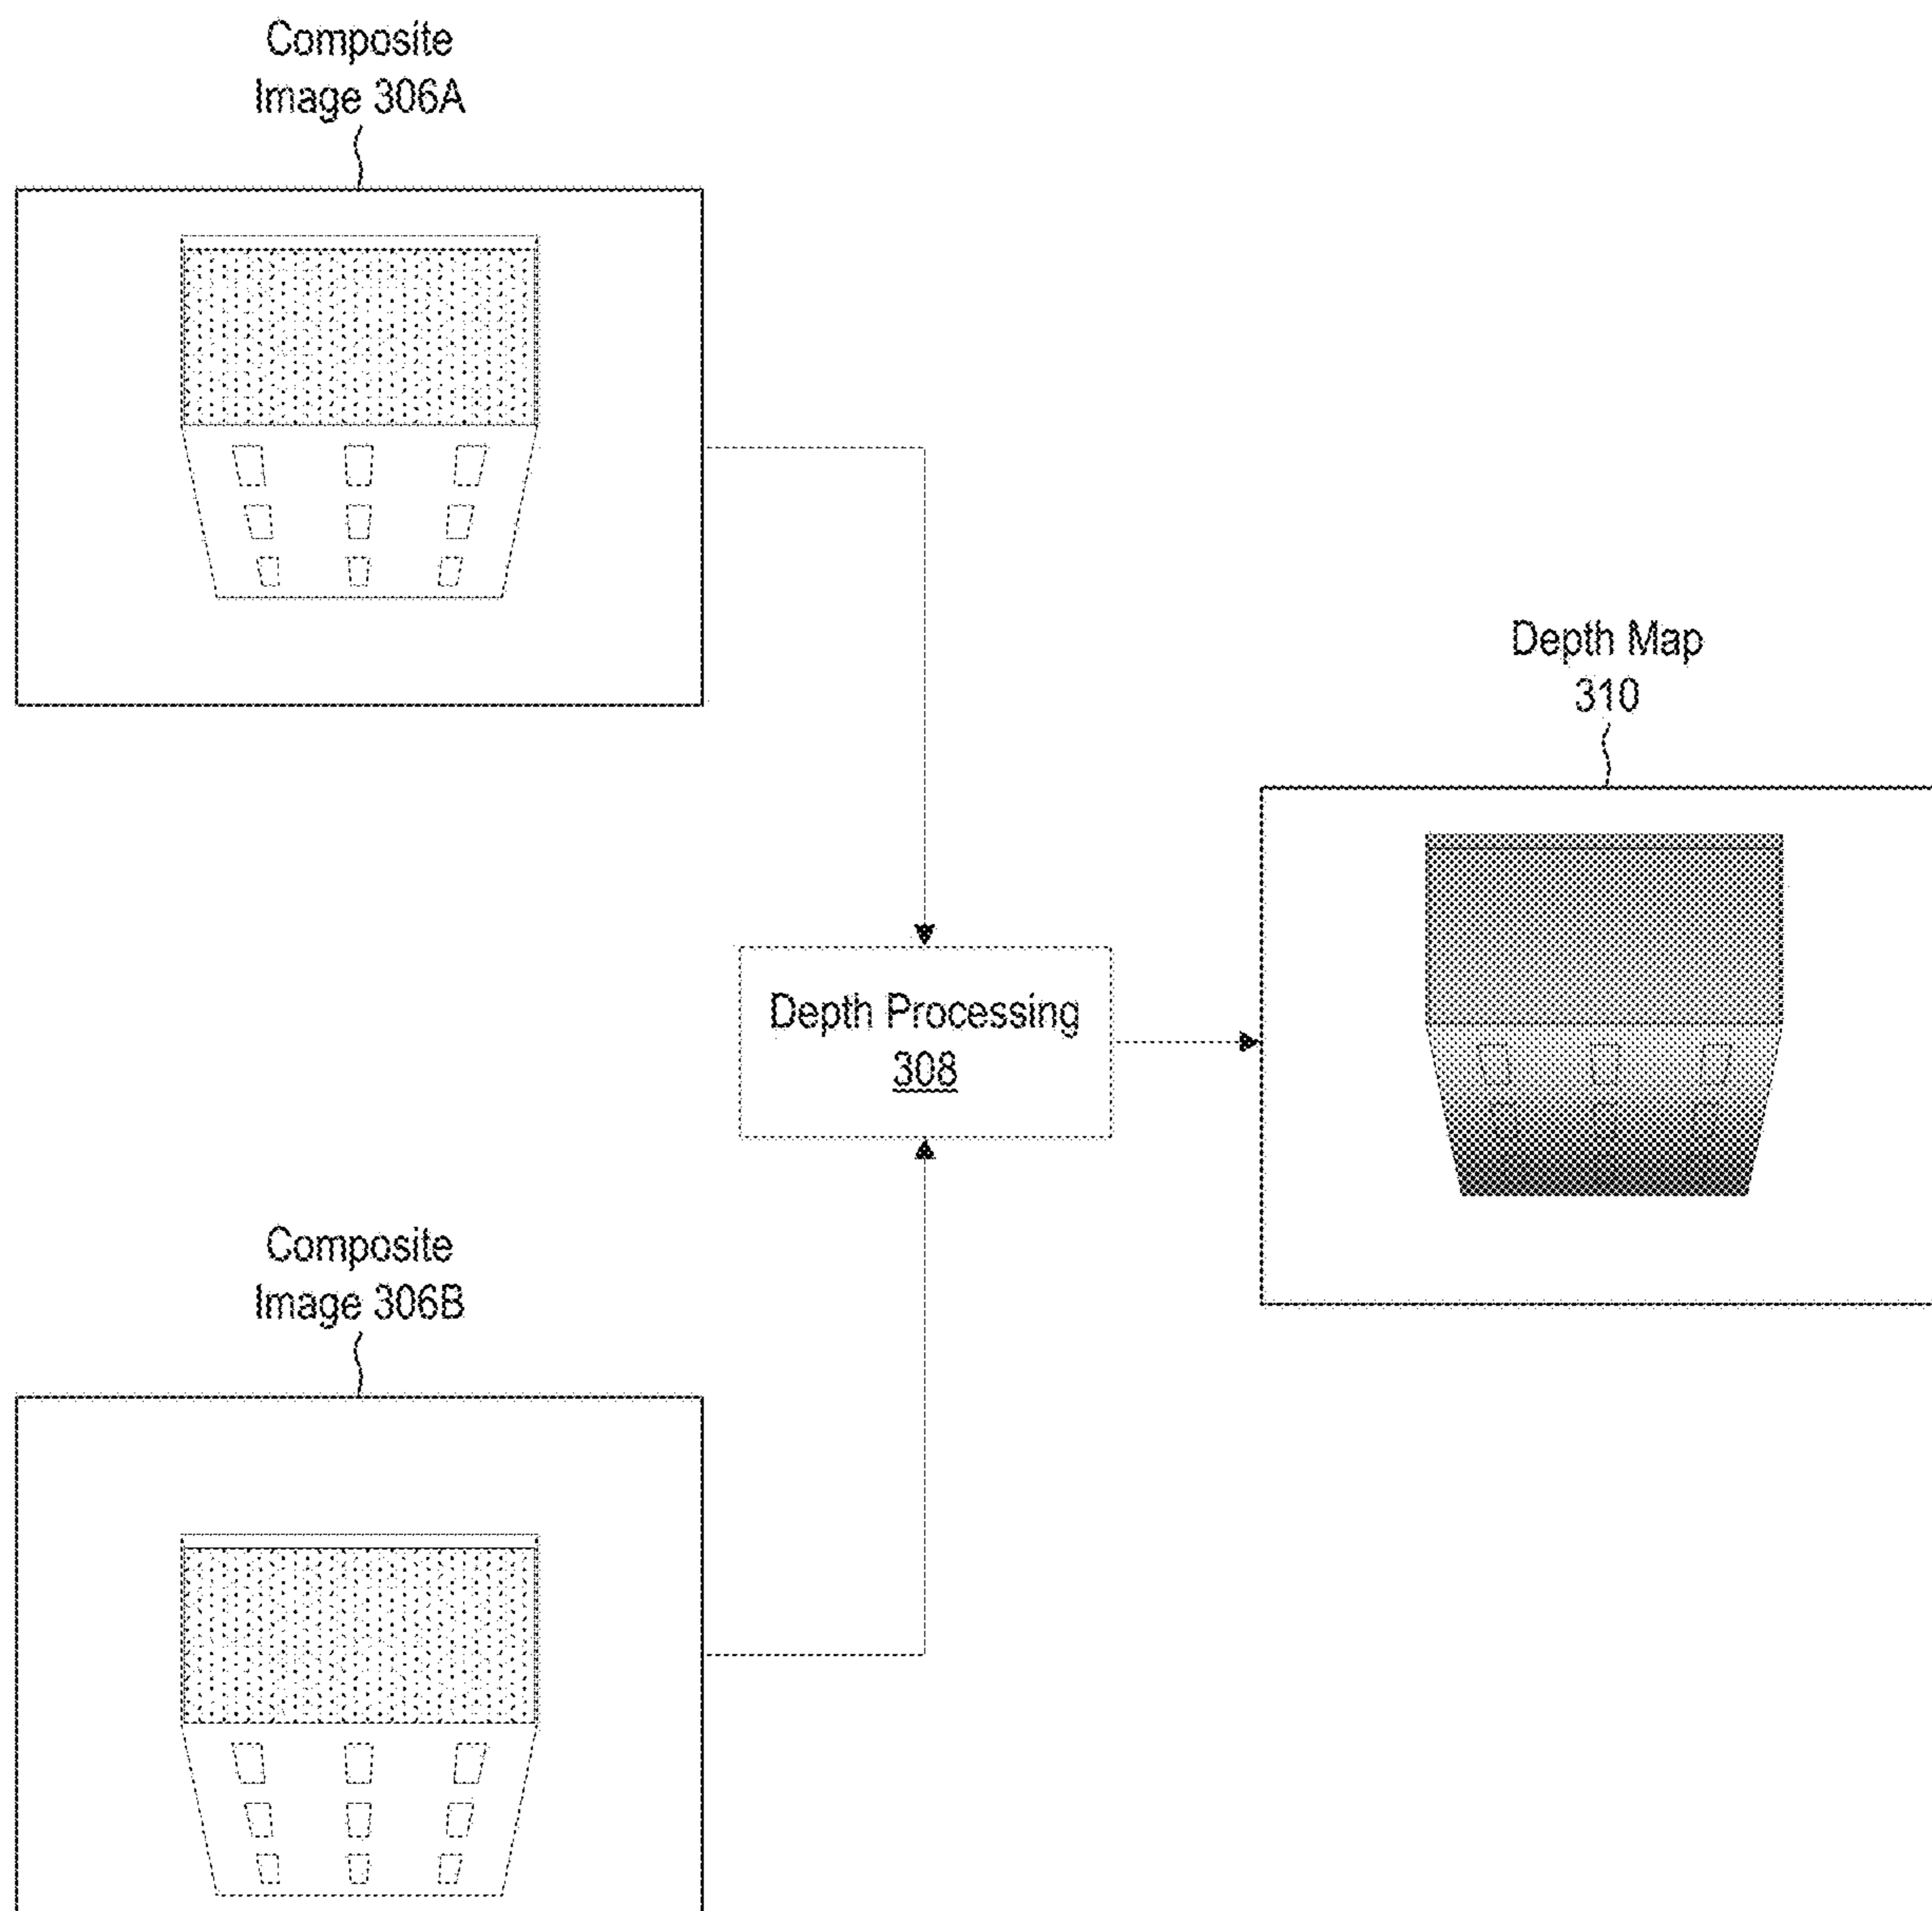 Composite
Image 306A
Depth Map
310
Depth Processing
308
Composite
Image 306B